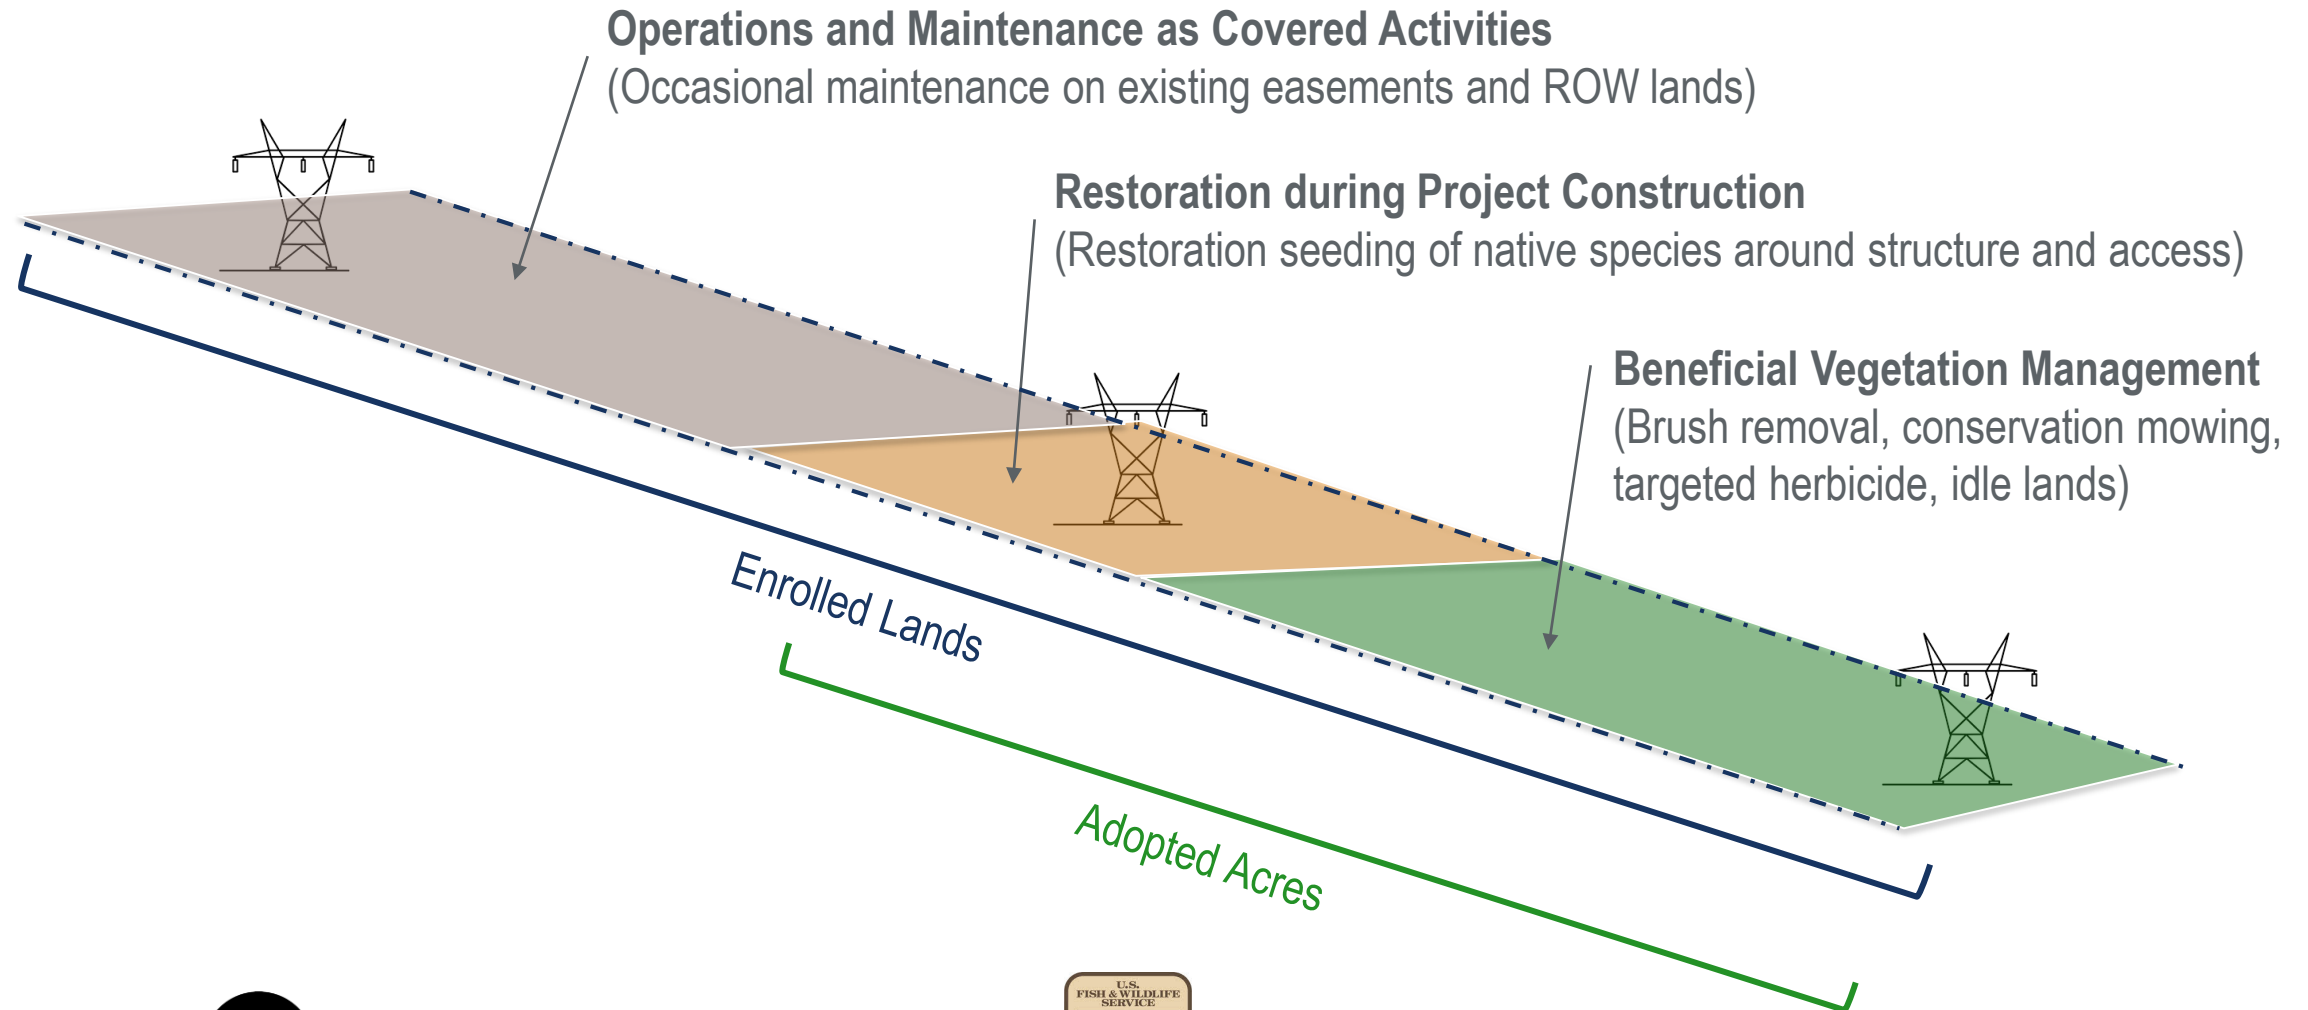 Operations and Maintenance as Covered Activities
(Occasional maintenance on existing easements and ROW lands)
Restoration during Project Construction
(Restoration seeding of native species around structure and access)
Beneficial Vegetation Management
(Brush removal, conservation mowing,
targeted herbicide, idle lands)
Enrolled Lands
Adopted Acres
U.S.
FISH & WILDLIFE
SERVICE